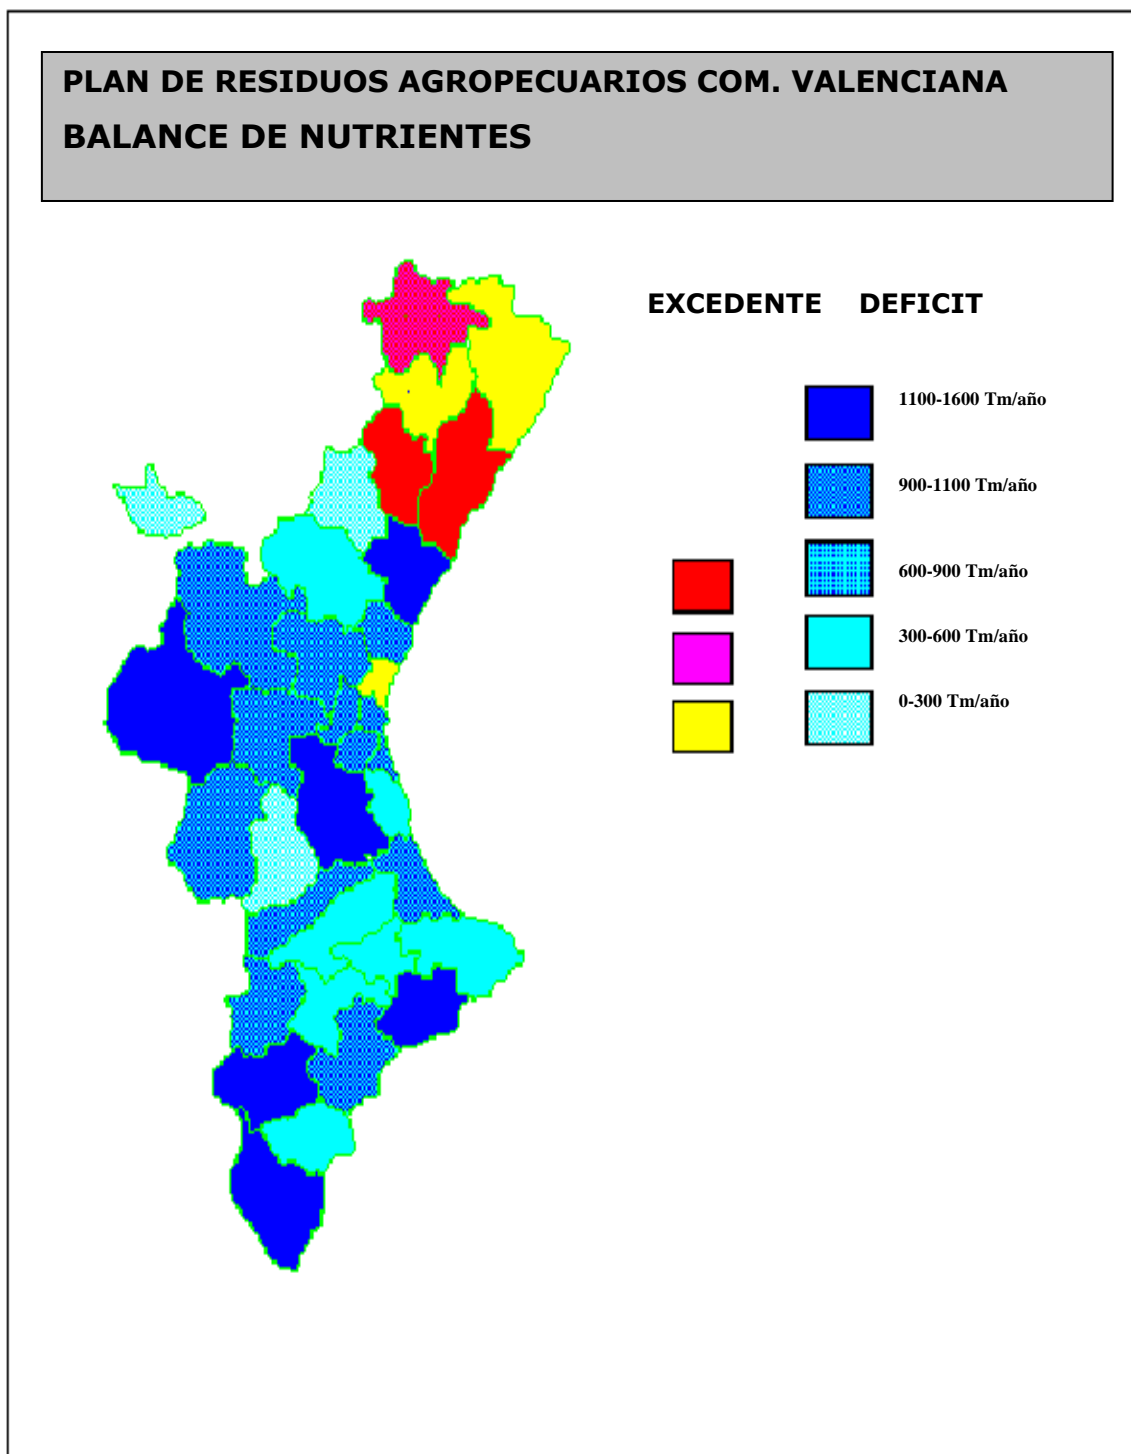 PLAN DE RESIDUOS AGROPECUARIOS COM. VALENCIANA
BALANCE DE NUTRIENTES
EXCEDENTE DEFICIT
1100-1600 Tm/año
900-1100 Tm/año
600-900 Tm/año
300-600 Tm/año
0-300 Tm/año